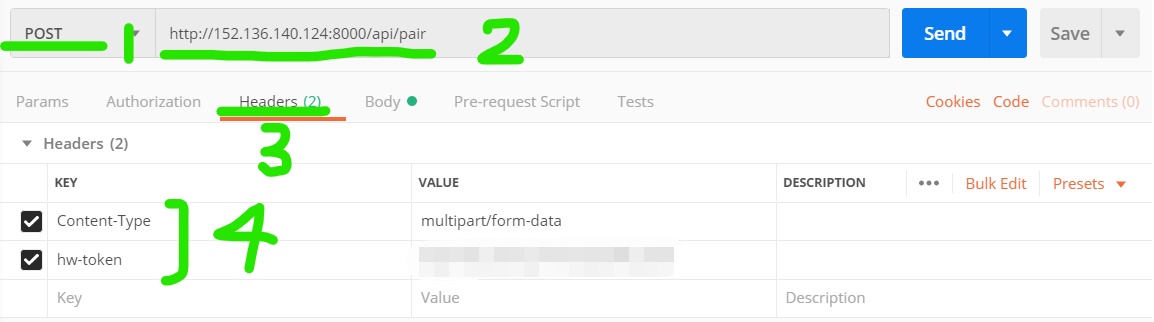 POST 1 http://152.136.140.124:8000/api/pair 2 Send Save
Params Authorization Headers (2) Body Pre-request Script Tests Cookies Code Comments (0)
3
Headers (2)
KEY VALUE DESCRIPTION ••• Bulk Edit Presets
Content-Type multipart/form-data
4
hw-token
Key Value Description